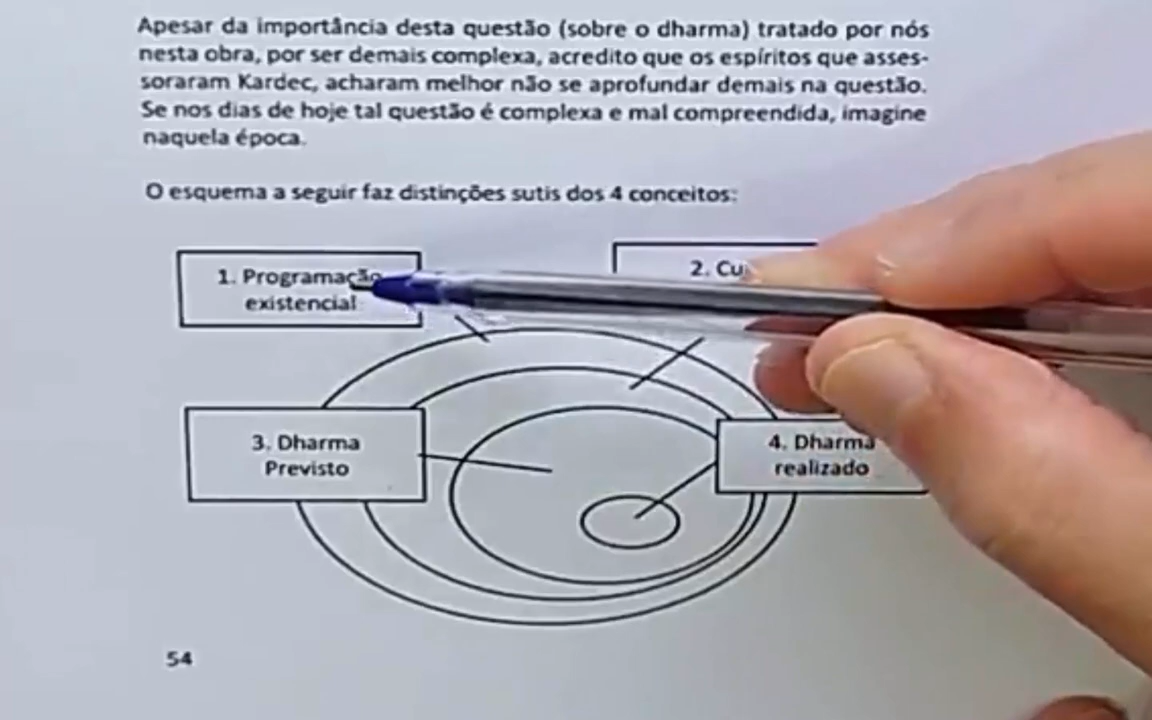 Apesar da importância desta questão (sobre o dharma) tratado por nós
nesta obra, por ser demais complexa, acredito que os espíritos que asses-
soraram Kardec, acharam melhor não se aprofundar demais na questão.
Se nos dias de hoje tal questão é complexa e mal compreendida, imagine
naquela época.
O esquema a seguir faz distinções sutis dos 4 conceitos:
1. Programação
existencial
2.
3. Dharma
Previsto
4. Dharma
realizado
54